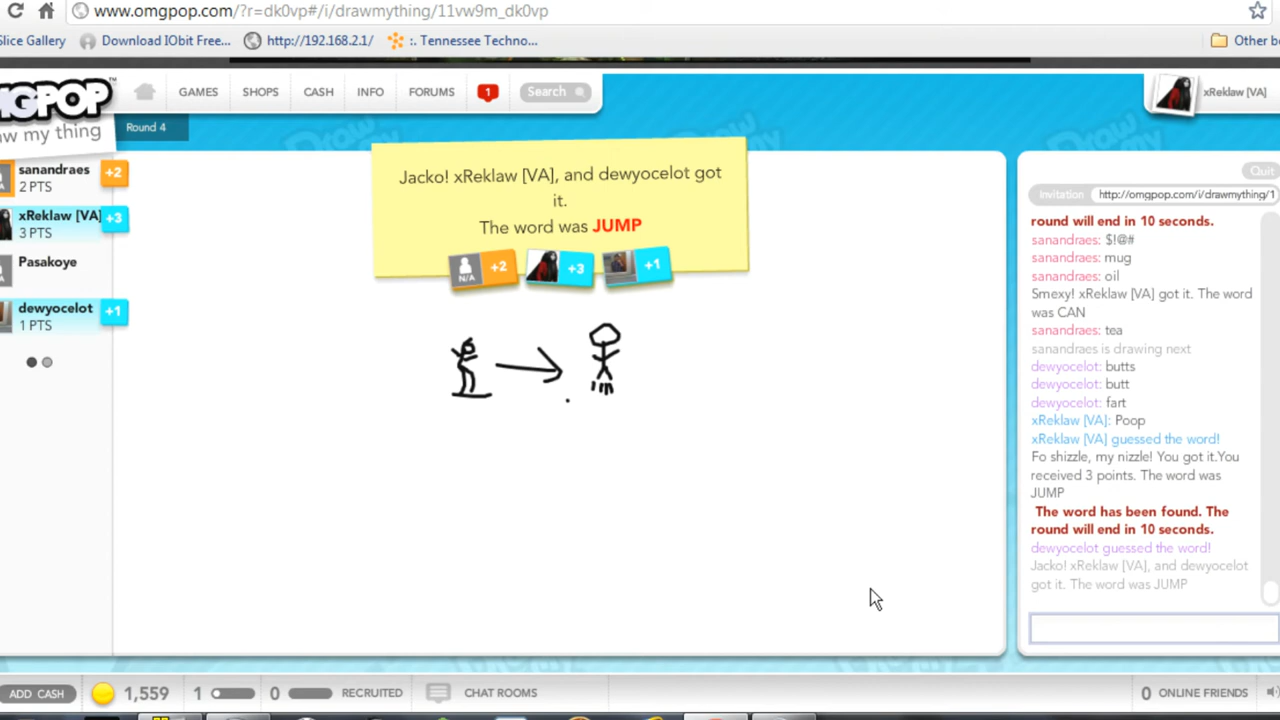 www.omgpop.com/?r=dk0vp#/i/drawmything/11vw9m_dk0vp
Slice Gallery Download IObit Free... http://192.168.2.1/ :. Tennessee Techno... Other b
MGPOP™ GAMES SHOPS CASH INFO FORUMS 1 Search xReklaw [VA]
aw my thing Round 4
sanandraes +2
2 PTS
xReklaw [VA] +3
3 PTS
Pasakoye
dewyocelot +1
1 PTS
Jacko! xReklaw [VA], and dewyocelot got
it.
The word was JUMP
N/A +2 +3 +1
Quit
Invitation http://omgpop.com/i/drawmything/1
round will end in 10 seconds.
sanandraes: $!@#
sanandraes: mug
sanandraes: oil
Smexy! xReklaw [VA] got it. The word
was CAN
sanandraes: tea
sanandraes is drawing next
dewyocelot: butts
dewyocelot: butt
dewyocelot: fart
xReklaw [VA]: Poop
xReklaw [VA] guessed the word!
Fo shizzle, my nizzle! You got it.You
received 3 points. The word was
JUMP
The word has been found. The
round will end in 10 seconds.
dewyocelot guessed the word!
Jacko! xReklaw [VA], and dewyocelot
got it. The word was JUMP
ADD CASH 1,559 1 0 RECRUITED CHAT ROOMS 0 ONLINE FRIENDS